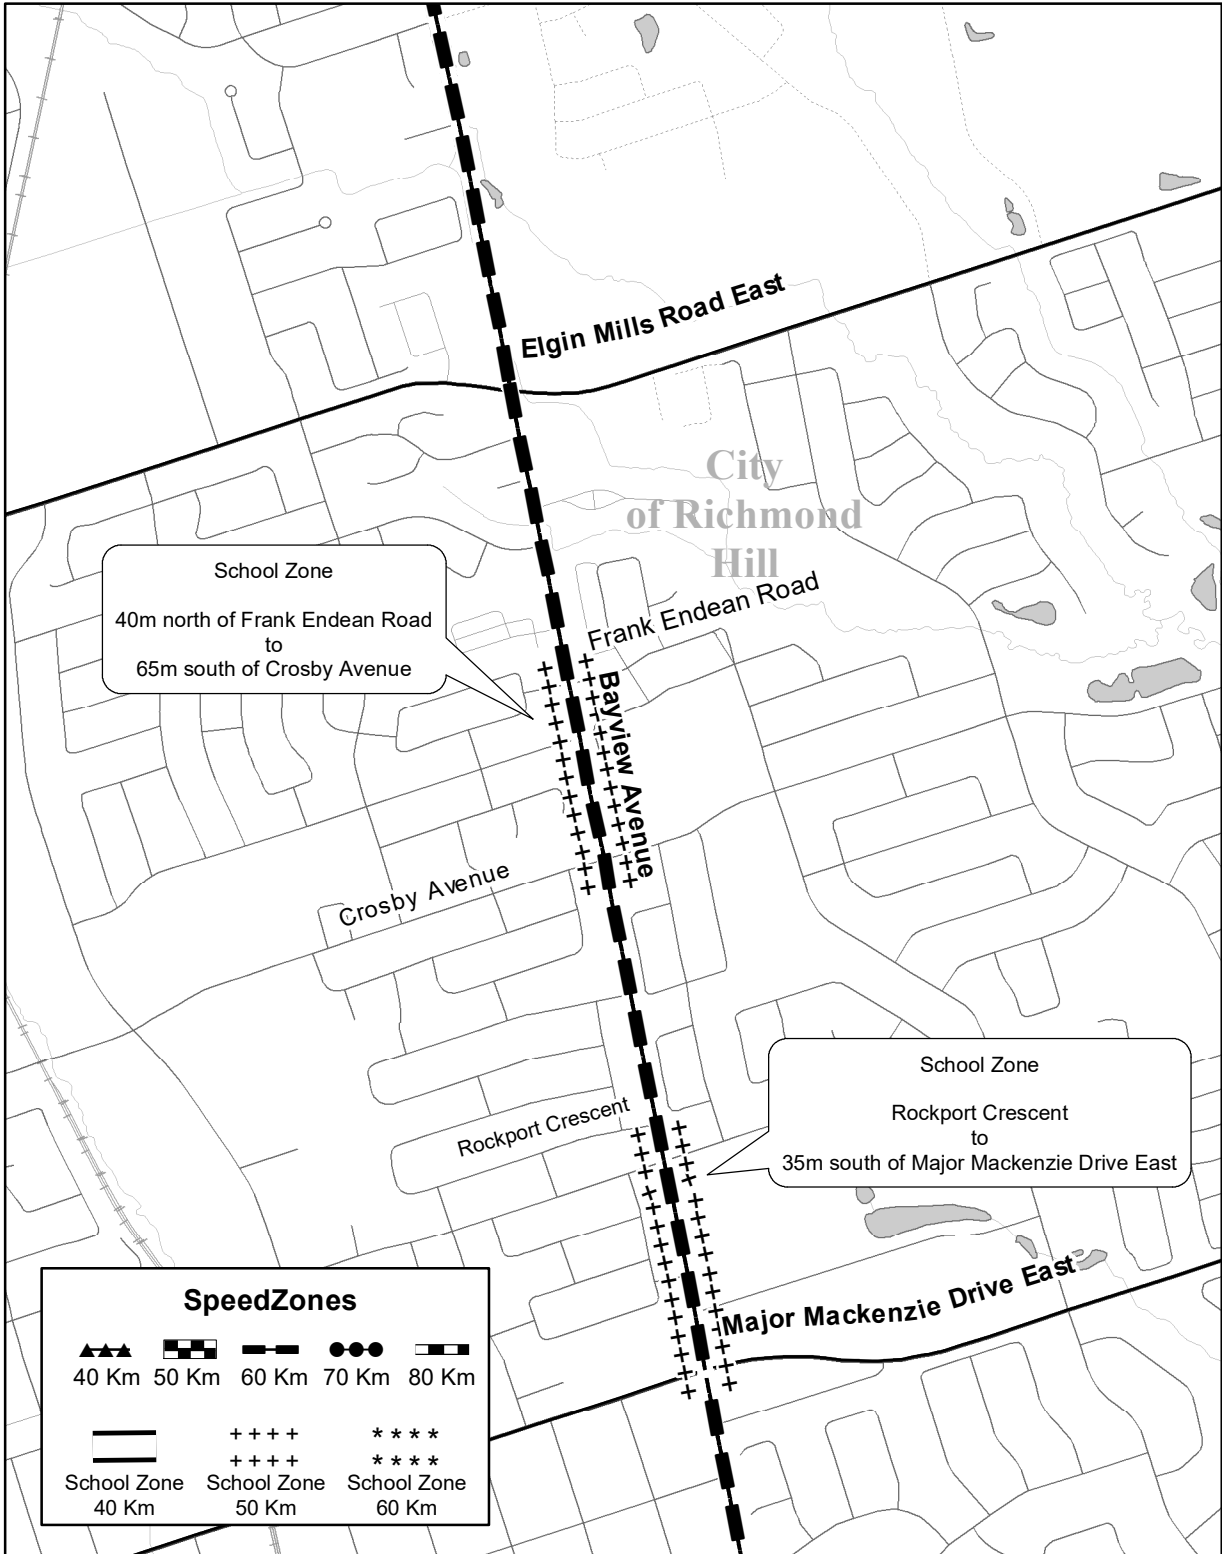 Elgin Mills Road East
City
of Richmond
Hill
School Zone
40m north of Frank Endean Road
to
65m south of Crosby Avenue
Frank Endean Road
Bayview Avenue
Crosby Avenue
School Zone
Rockport Crescent
to
35m south of Major Mackenzie Drive East
Rockport Crescent
Major Mackenzie Drive East
SpeedZones
40 Km 50 Km 60 Km 70 Km 80 Km
School Zone School Zone School Zone
40 Km 50 Km 60 Km